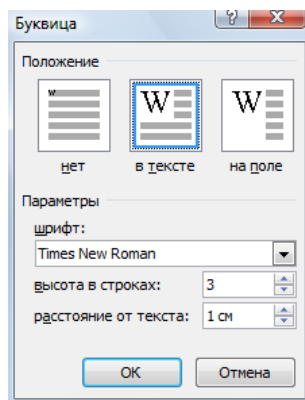 Буквица
Положение
W W W
нет в тексте на поле
Параметры
шрифт:
Times New Roman
высота в строках: 3
расстояние от текста: 1 см
ОК Отмена